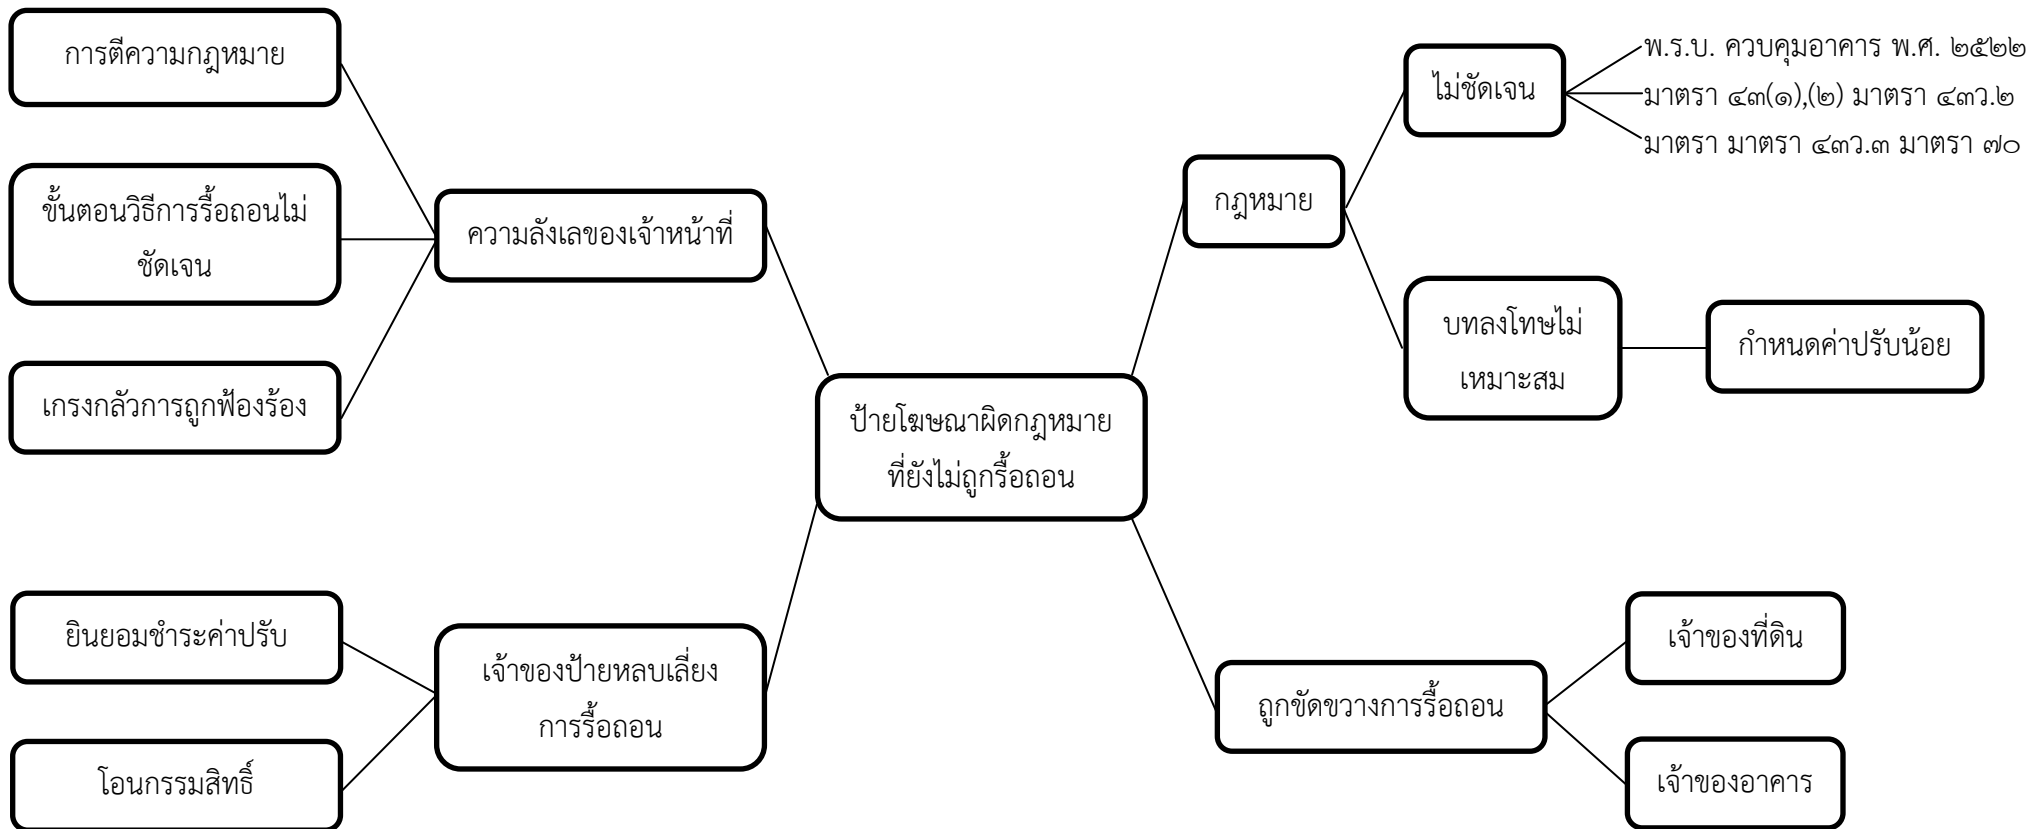 การตีความกฎหมาย
ขั้นตอนวิธีการรื้อถอนไม่
ชัดเจน
เกรงกลัวการถูกฟ้องร้อง
ความลังเลของเจ้าหน้าที่
ยินยอมชำระค่าปรับ
โอนกรรมสิทธิ์
เจ้าของป้ายหลบเลี่ยง
การรื้อถอน
ป้ายโฆษณาผิดกฎหมาย
ที่ยังไม่ถูกรื้อถอน
กฎหมาย
ไม่ชัดเจน
พ.ร.บ. ควบคุมอาคาร พ.ศ. ๒๕๒๒
มาตรา ๔๓(๑),(๒) มาตรา ๔๓ว.๒
มาตรา มาตรา ๔๓ว.๓ มาตรา ๗๐
บทลงโทษไม่
เหมาะสม
กำหนดค่าปรับน้อย
ถูกขัดขวางการรื้อถอน
เจ้าของที่ดิน
เจ้าของอาคาร